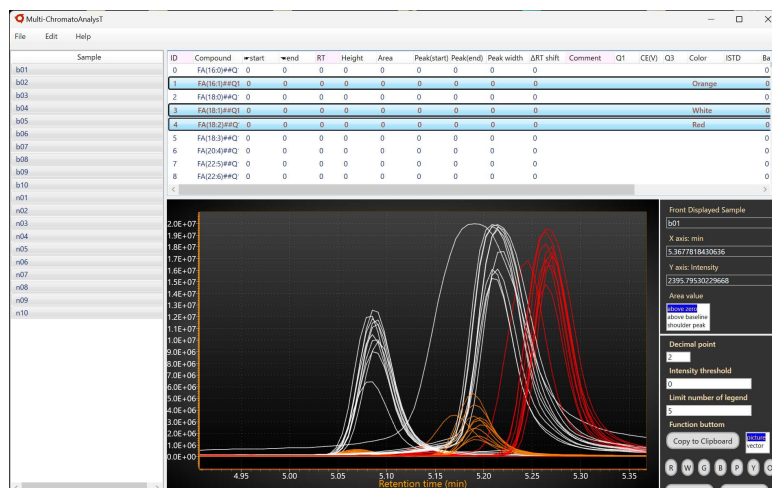 Multi-ChromatoAnalysT
File Edit Help
Sample
b01
b02
b03
b04
b05
b06
b07
b08
b09
b10
n01
n02
n03
n04
n05
n06
n07
n08
n09
n10
ID Compound start end RT Height Area Peak(start) Peak(end) Peak width ΔRT shift Comment Q1 CE(V) Q3 Color ISTD Ba
0 FA(16:0)##Q 0 0 0 0 0 0 0 0 0 0
1 FA(16:1)##Q1 0 0 0 0 0 0 0 0 0 Orange 0
2 FA(18:0)##Q 0 0 0 0 0 0 0 0 0 0
3 FA(18:1)##Q1 0 0 0 0 0 0 0 0 0 White 0
4 FA(18:2)##Q 0 0 0 0 0 0 0 0 0 Red 0
5 FA(18:3)##Q 0 0 0 0 0 0 0 0 0 0
6 FA(20:4)##Q 0 0 0 0 0 0 0 0 0 0
7 FA(22:5)##Q 0 0 0 0 0 0 0 0 0 0
8 FA(22:6)##Q 0 0 0 0 0 0 0 0 0 0
2.0E+07
1.9E+07
1.8E+07
1.7E+07
1.6E+07
1.5E+07
1.4E+07
1.3E+07
1.2E+07
1.1E+07
1.0E+07
9.0E+06
8.0E+06
7.0E+06
6.0E+06
5.0E+06
4.0E+06
3.0E+06
2.0E+06
1.0E+06
0.0E+00
4.95 5.00 5.05 5.10 5.15 5.20 5.25 5.30 5.35
Retention time (min)
Front Displayed Sample
b01
X axis: min
5.3677818430636
Y axis: Intensity
2395.79530229668
Area value
above zero
above baseline
shoulder peak
Decimal point
2
Intensity threshold
0
Limit number of legend
5
Function buttom
Copy to Clipboard
picture
vector
R W G B P Y O